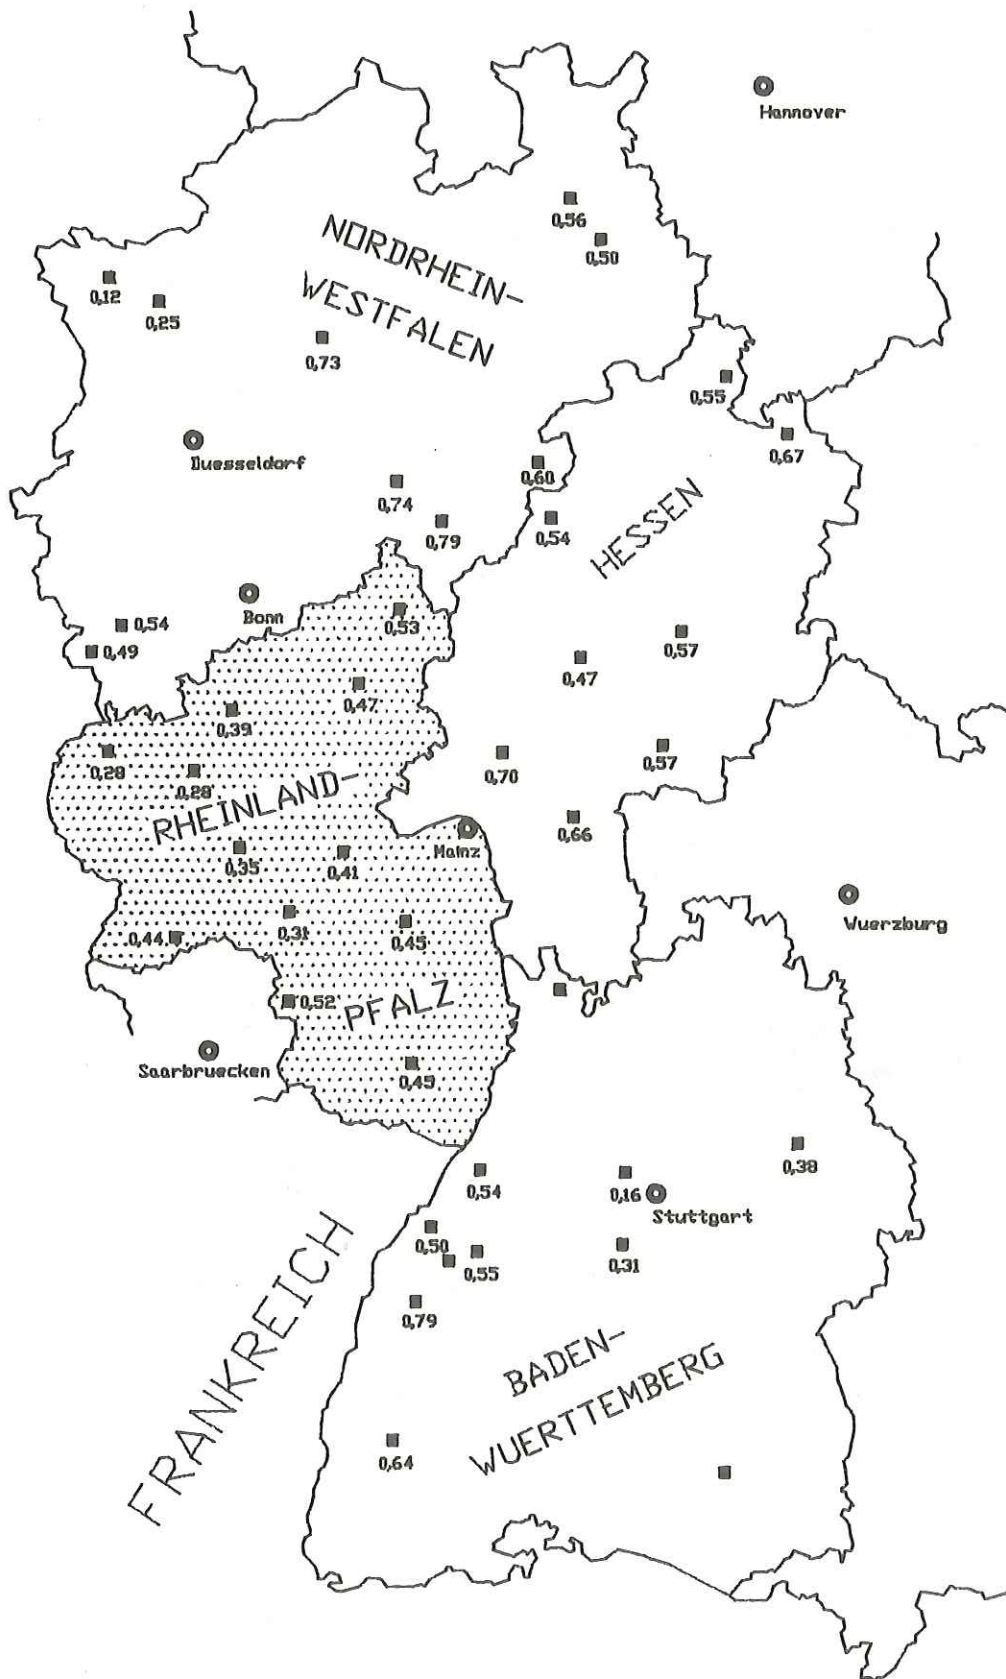 Hannover
0,56
NORDRHEIN-
WESTFALEN
0,50
0,12
0,25
0,73
0,55
0,67
Duesseldorf
0,60
0,74
0,54
0,79
HESSEN
Bonn
0,53
0,54
0,49
0,57
0,47
0,47
0,39
0,28
0,28
0,70
0,57
RHEINLAND-
0,66
Mainz
0,35
0,41
0,31
0,45
0,44
Wuerzburg
0,52
PFALZ
Saarbruecken
0,45
0,38
0,54
0,16
Stuttgart
0,50
0,55
0,31
0,79
FRANKREICH
BADEN-
WUERTTEMBERG
0,64